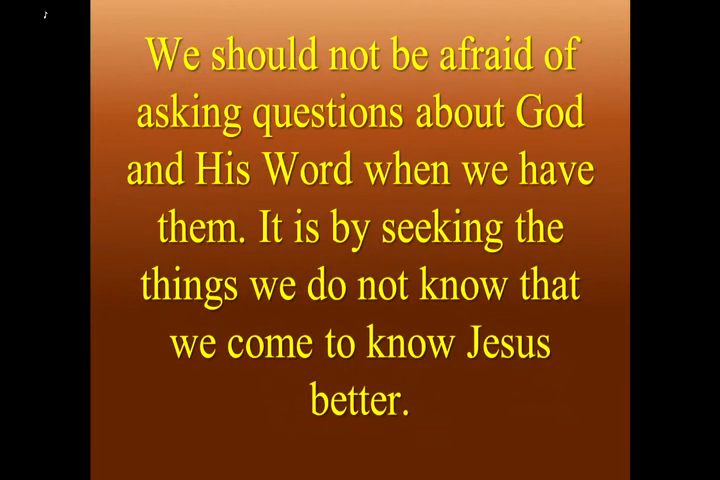 We should not be afraid of
asking questions about God
and His Word when we have
them. It is by seeking the
things we do not know that
we come to know Jesus
better.